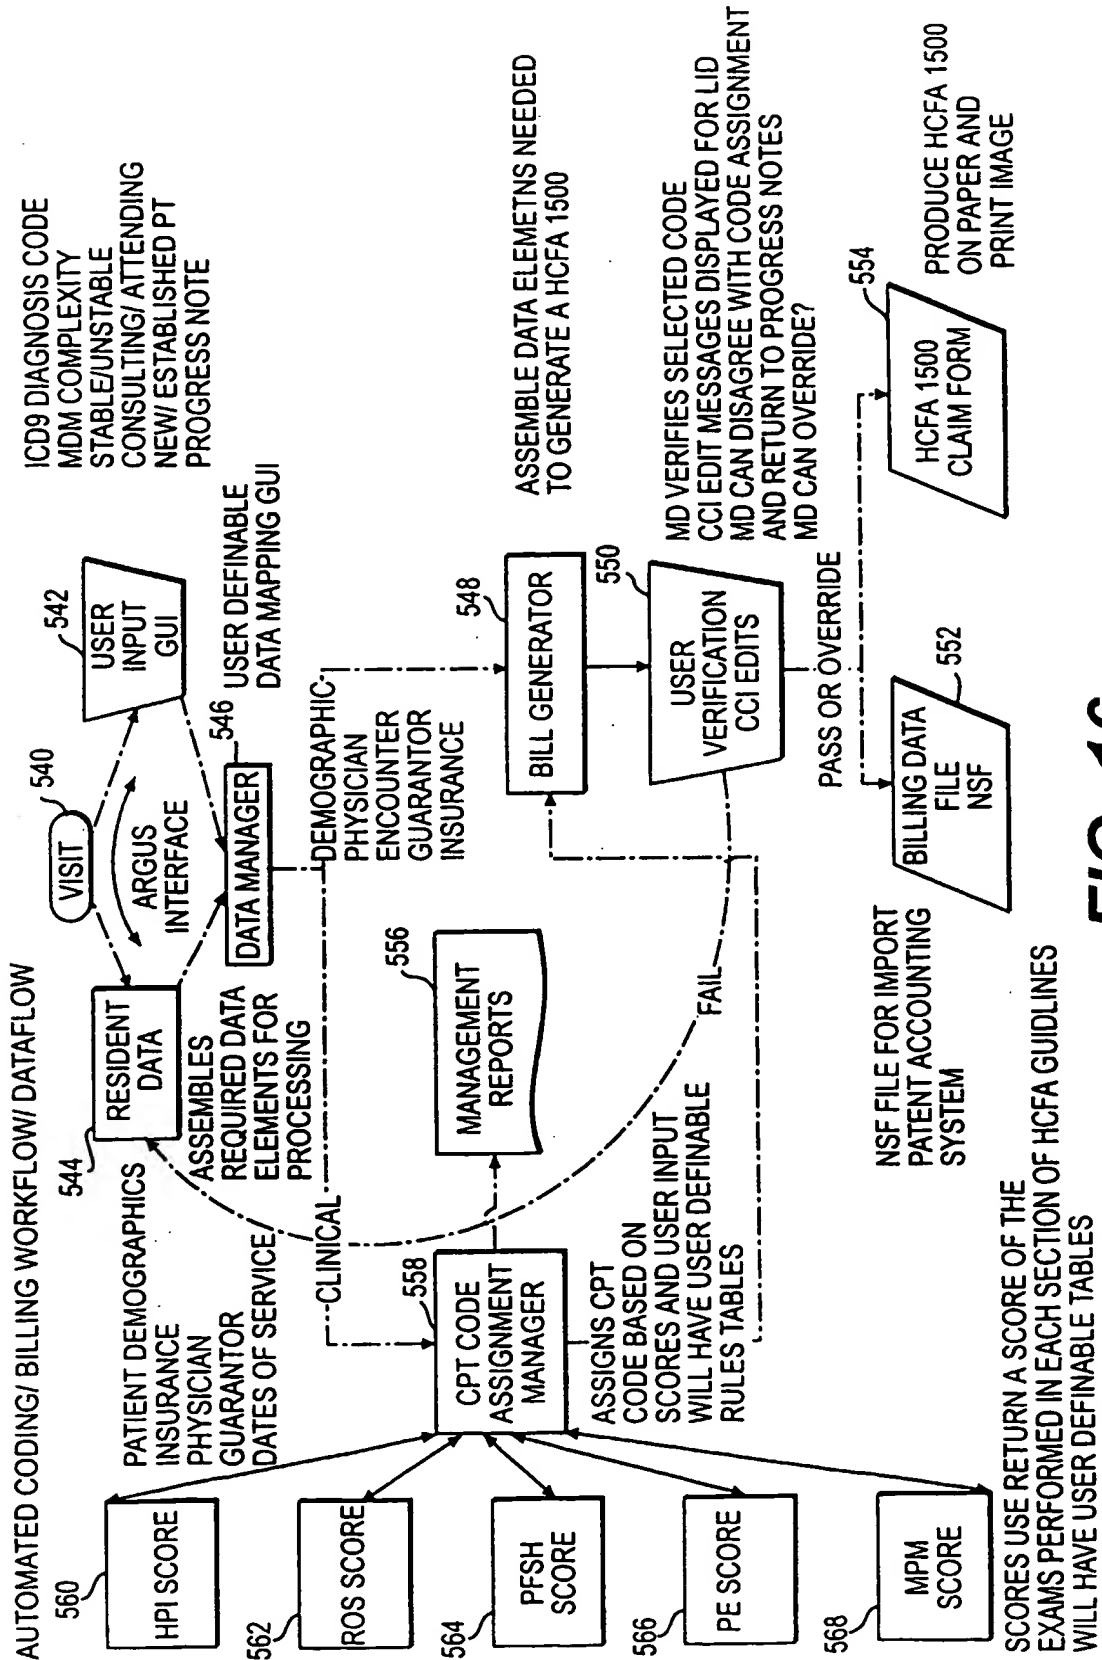 AUTOMATED CODING/ BILLING WORKFLOW/ DATAFLOW
540
VISIT
542
USER
INPUT
GUI
ICD9 DIAGNOSIS CODE
MDM COMPLEXITY
STABLE/UNSTABLE
CONSULTING/ ATTENDING
NEW/ ESTABLISHED PT
PROGRESS NOTE
544
RESIDENT
DATA
ARGUS
INTERFACE
546
DATA MANAGER
USER DEFINABLE
DATA MAPPING GUI
PATIENT DEMOGRAPHICS
INSURANCE
PHYSICIAN
GUARANTOR
DATES OF SERVICE
ASSEMBLES
REQUIRED DATA
ELEMENTS FOR
PROCESSING
CLINICAL
DEMOGRAPHIC
PHYSICIAN
ENCOUNTER
GUARANTOR
INSURANCE
560
HPI SCORE
562
ROS SCORE
564
PFSH
SCORE
566
PE SCORE
568
MPM
SCORE
558
CPT CODE
ASSIGNMENT
MANAGER
556
MANAGEMENT
REPORTS
548
BILL GENERATOR
ASSEMBLE DATA ELEMETNS NEEDED
TO GENERATE A HCFA 1500
ASSIGNS CPT
CODE BASED ON
SCORES AND USER INPUT
WILL HAVE USER DEFINABLE
RULES TABLES
FAIL
550
USER
VERIFICATION
CCI EDITS
MD VERIFIES SELECTED CODE
CCI EDIT MESSAGES DISPLAYED FOR LID
MD CAN DISAGREE WITH CODE ASSIGNMENT
AND RETURN TO PROGRESS NOTES
MD CAN OVERRIDE?
PASS OR OVERRIDE
552
BILLING DATA
FILE
NSF
NSF FILE FOR IMPORT
PATENT ACCOUNTING
SYSTEM
554
HCFA 1500
CLAIM FORM
PRODUCE HCFA 1500
ON PAPER AND
PRINT IMAGE
SCORES USE RETURN A SCORE OF THE
EXAMS PERFORMED IN EACH SECTION OF HCFA GUIDLINES
WILL HAVE USER DEFINABLE TABLES